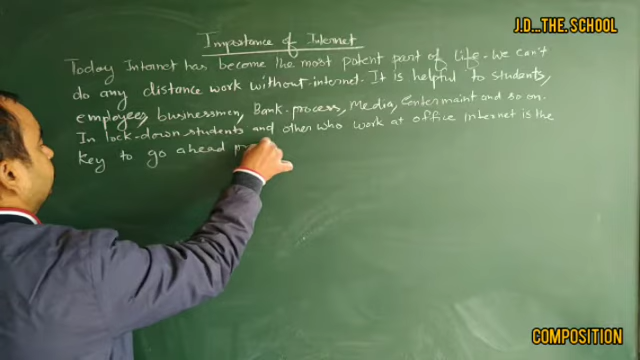 J.D...THE. SCHOOL
Importance of Internet
Today Internet has become the most potent part of life. We can't
do any distance work without internet. It is helpful to students,
employees, businessmen, Bank-process, Media, Entermaint and so on.
In lock-down students and other who work at office internet is the
key to go ahead
COMPOSITION